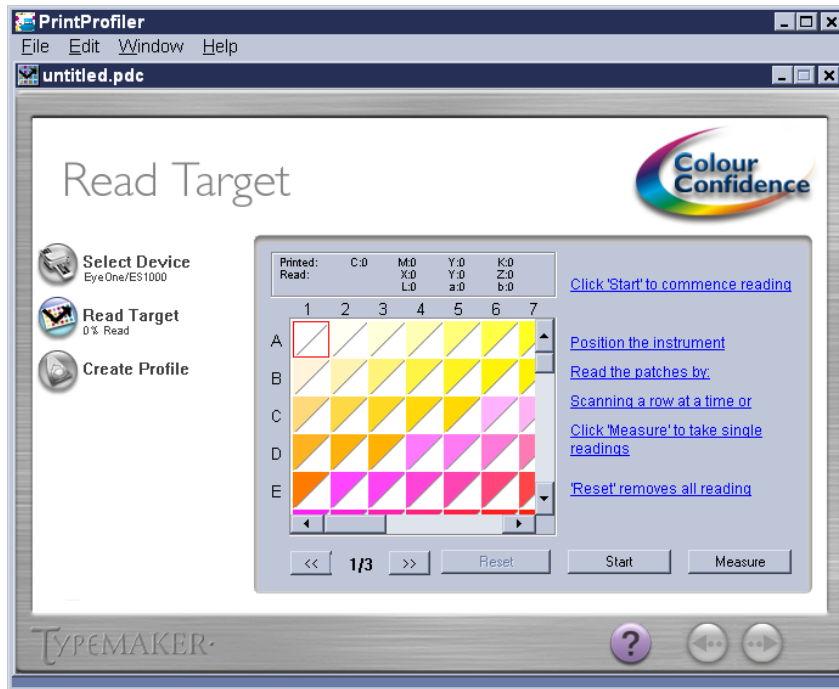 PrintProfiler
File Edit Window Help
untitled.pdc
Read Target
Colour
Confidence
Select Device
EyeOne/ES1000
Read Target
0% Read
Create Profile
Printed: C:0 M:0 Y:0 K:0
Read: X:0 Y:0 Z:0
L:0 a:0 b:0
1 2 3 4 5 6 7
A
B
C
D
E
Click 'Start' to commence reading
Position the instrument
Read the patches by:
Scanning a row at a time or
Click 'Measure' to take single
readings
'Reset' removes all reading
<< 1/3 >> Reset Start Measure
TYPEMAKER
?